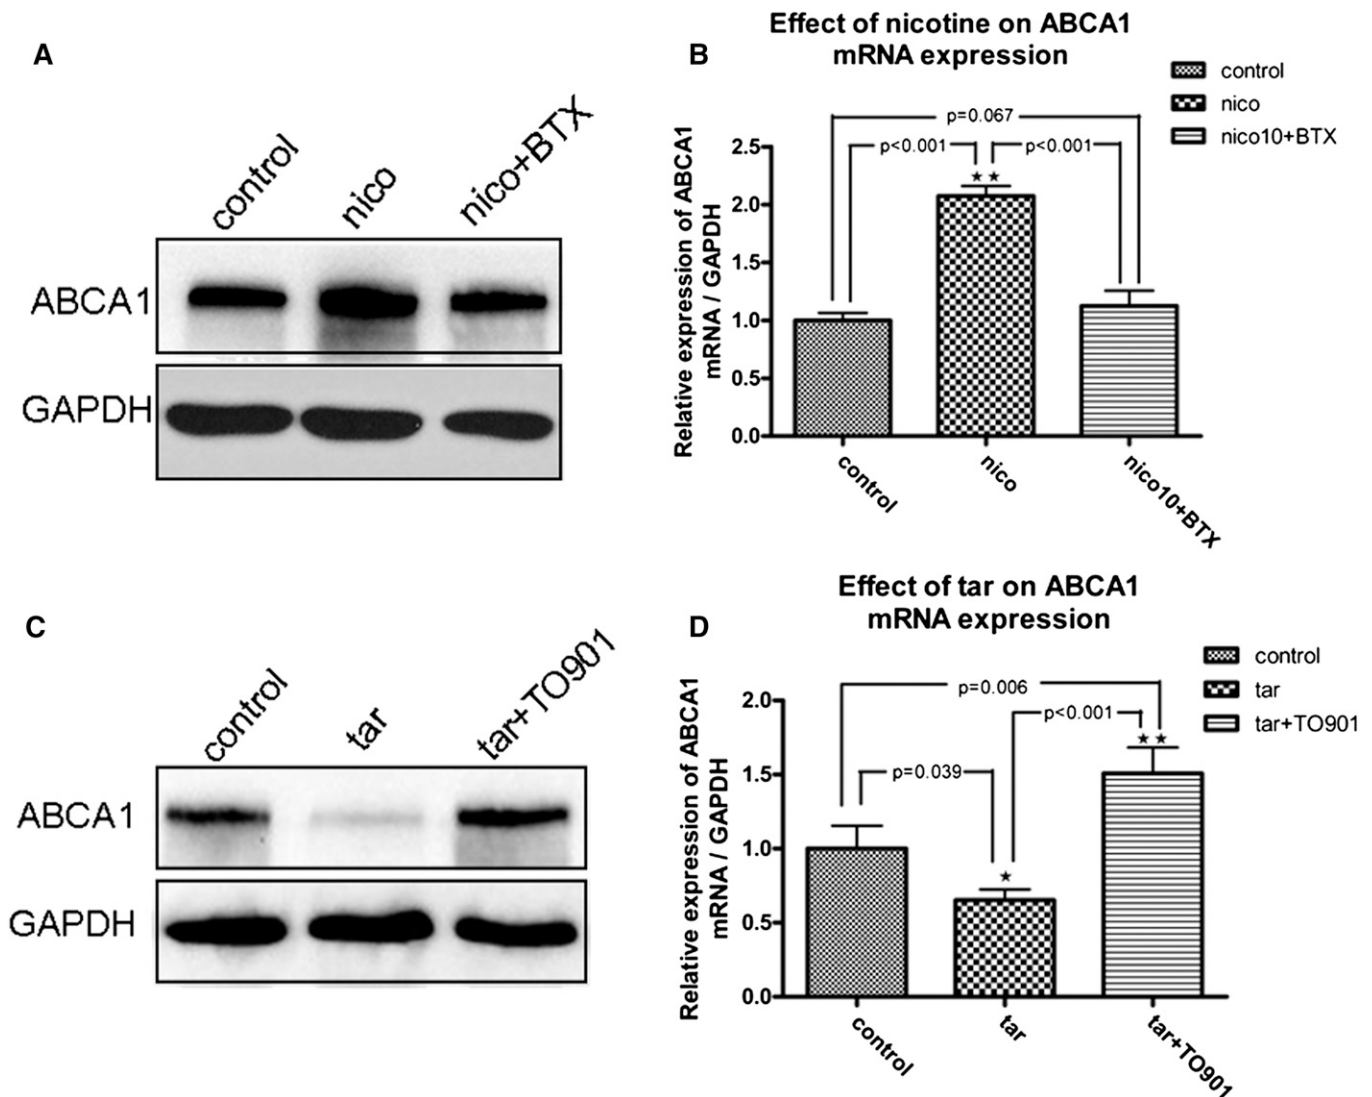 A
control
nico
nico+BTX
ABCA1
GAPDH
B
Effect of nicotine on ABCA1
mRNA expression
control
nico
nico10+BTX
p=0.067
p<0.001
p<0.001
★★
Relative expression of ABCA1
mRNA / GAPDH
2.5
2.0
1.5
1.0
0.5
0.0
control
nico
nico10+BTX
C
control
tar
tar+TO901
ABCA1
GAPDH
D
Effect of tar on ABCA1
mRNA expression
control
tar
tar+TO901
p=0.006
p<0.001
p=0.039
★★
★
Relative expression of ABCA1
mRNA / GAPDH
2.0
1.5
1.0
0.5
0.0
control
tar
tar+TO901